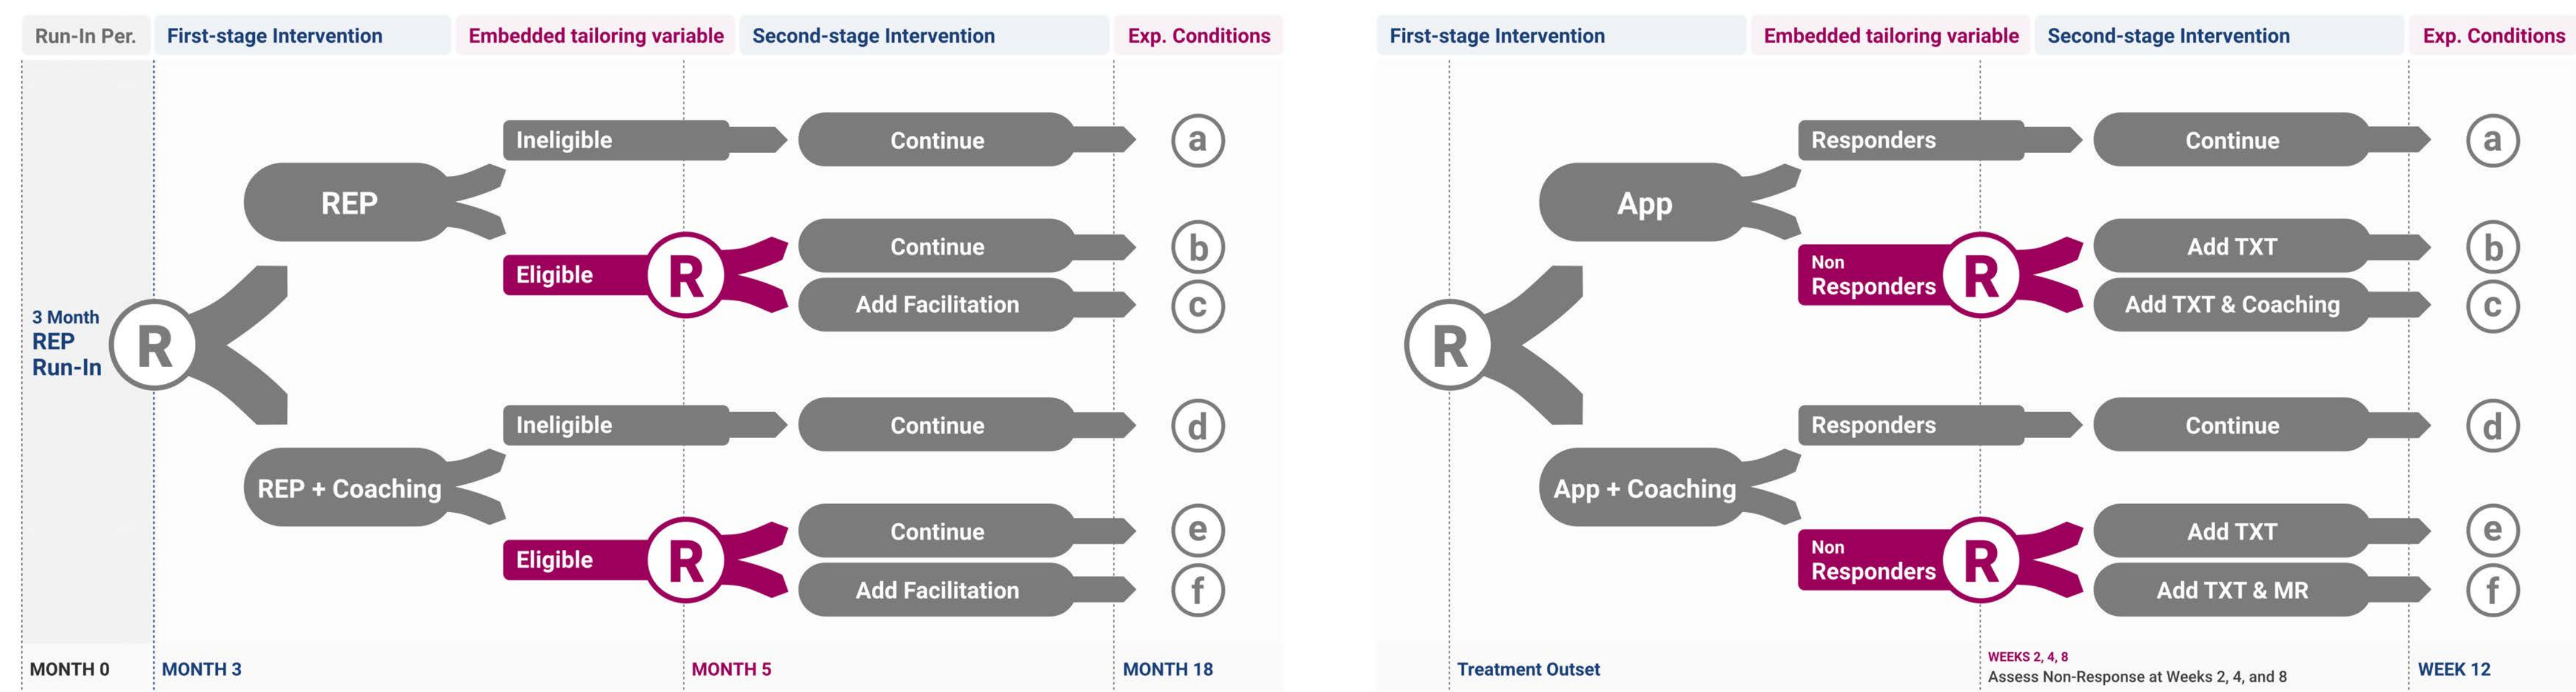 Run-In Per.
First-stage Intervention
Embedded tailoring variable
Second-stage Intervention
Exp. Conditions
3 Month
REP
Run-In
R
REP
Ineligible
Continue
a
Eligible
R
Continue
b
Add Facilitation
c
REP + Coaching
Ineligible
Continue
d
Eligible
R
Continue
e
Add Facilitation
f
MONTH 0
MONTH 3
MONTH 5
MONTH 18
First-stage Intervention
Embedded tailoring variable
Second-stage Intervention
Exp. Conditions
R
App
Responders
Continue
a
Non
Responders
R
Add TXT
b
Add TXT & Coaching
c
App + Coaching
Responders
Continue
d
Non
Responders
R
Add TXT
e
Add TXT & MR
f
Treatment Outset
WEEKS 2, 4, 8
Assess Non-Response at Weeks 2, 4, and 8
WEEK 12